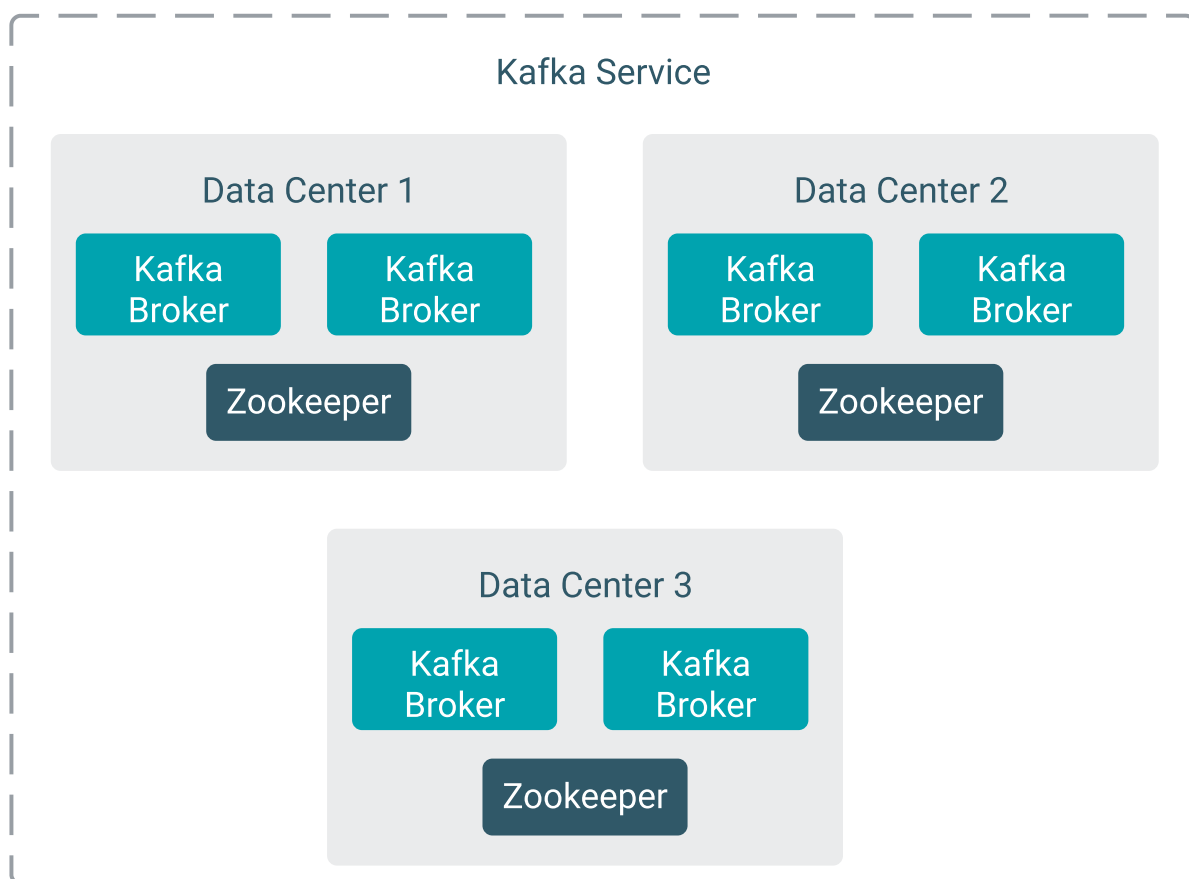 Kafka Service
Data Center 1
Kafka
Broker
Kafka
Broker
Zookeeper
Data Center 2
Kafka
Broker
Kafka
Broker
Zookeeper
Data Center 3
Kafka
Broker
Kafka
Broker
Zookeeper